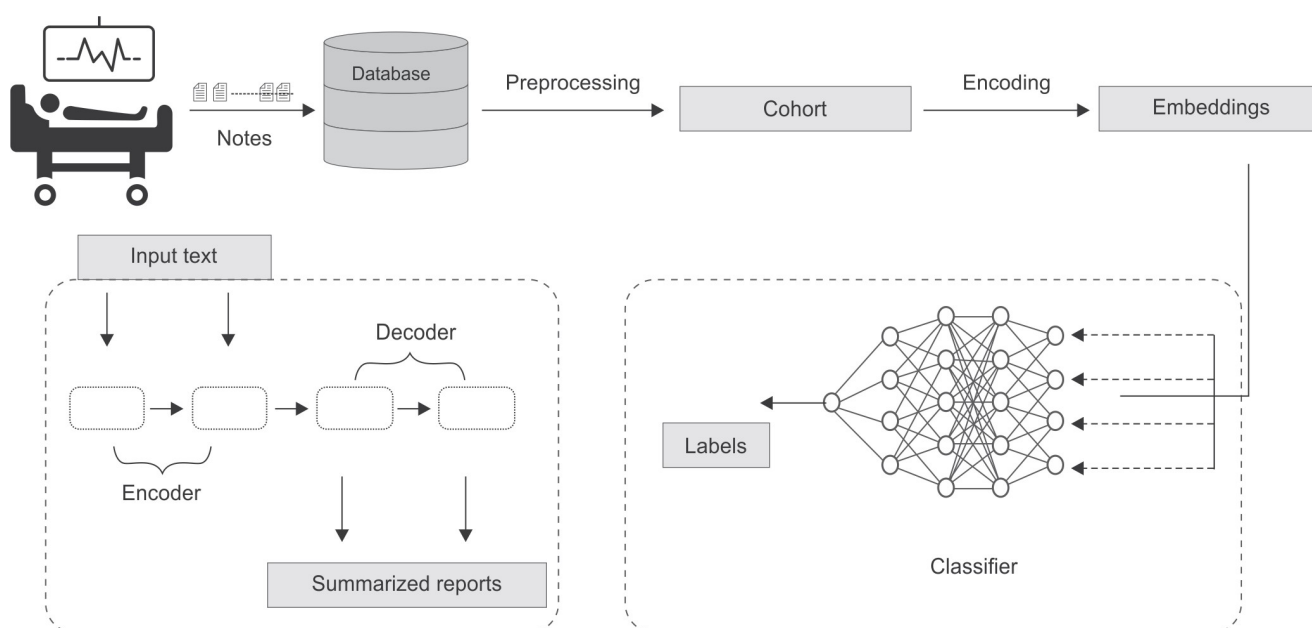 Notes
Database
Preprocessing
Cohort
Encoding
Embeddings
Input text
Decoder
Encoder
Summarized reports
Labels
Classifier